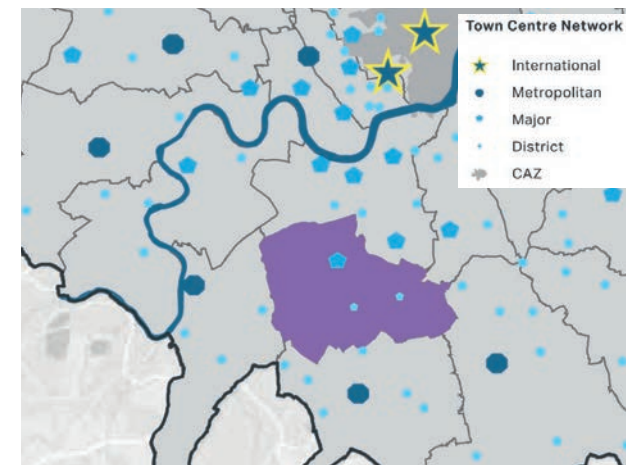 Town Centre Network
International
Metropolitan
Major
District
CAZ